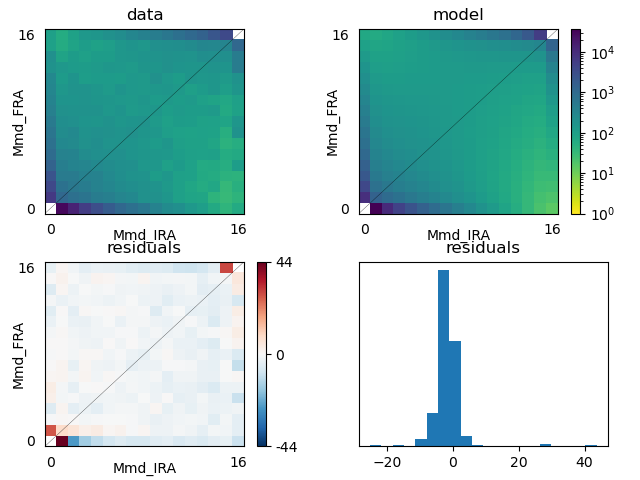 data
model
16
Mmd_FRA
0
0
Mmd_IRA
16
16
Mmd_FRA
0
0
Mmd_IRA
16
10^4
10^3
10^2
10^1
10^0
residuals
residuals
16
Mmd_FRA
0
0
Mmd_IRA
16
44
0
-44
−20
0
20
40